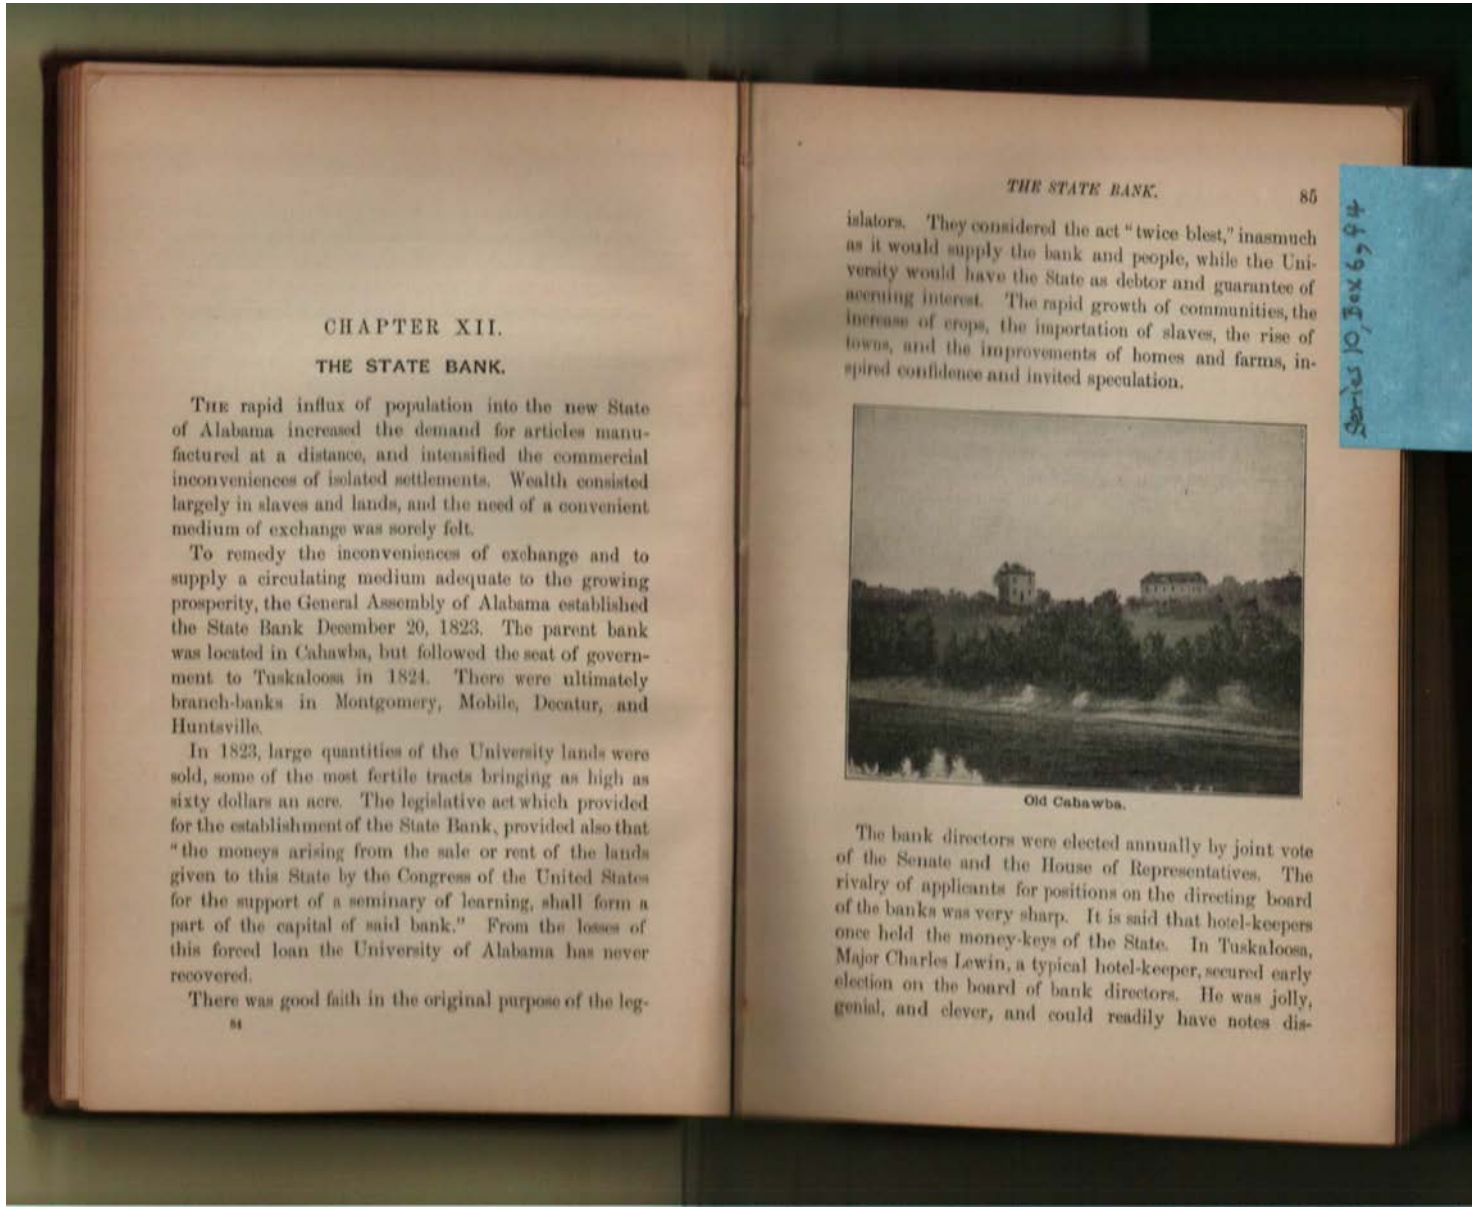 CHAPTER XII.
THE STATE BANK.
THE rapid influx of population into the new State
of Alabama increased the demand for articles manu-
factured at a distance, and intensified the commercial
inconveniences of isolated settlements. Wealth consisted
largely in slaves and lands, and the need of a convenient
medium of exchange was sorely felt.
To remedy the inconveniences of exchange and to
supply a circulating medium adequate to the growing
prosperity, the General Assembly of Alabama established
the State Bank December 20, 1823. The parent bank
was located in Cahawba, but followed the seat of govern-
ment to Tuskaloosa in 1824. There were ultimately
branch-banks in Montgomery, Mobile, Decatur, and
Huntsville.
In 1823, large quantities of the University lands were
sold, some of the most fertile tracts bringing as high as
sixty dollars an acre. The legislative act which provided
for the establishment of the State Bank, provided also that
"the moneys arising from the sale or rent of the lands
given to this State by the Congress of the United States
for the support of a seminary of learning, shall form a
part of the capital of said bank." From the losses of
this forced loan the University of Alabama has never
recovered.
There was good faith in the original purpose of the leg-
84
THE STATE BANK. 85
islators. They considered the act "twice blest," inasmuch
as it would supply the bank and people, while the Uni-
versity would have the State as debtor and guarantee of
accruing interest. The rapid growth of communities, the
increase of crops, the importation of slaves, the rise of
towns, and the improvements of homes and farms, in-
spired confidence and invited speculation.
Old Cahawba.
The bank directors were elected annually by joint vote
of the Senate and the House of Representatives. The
rivalry of applicants for positions on the directing board
of the banks was very sharp. It is said that hotel-keepers
once held the money-keys of the State. In Tuskaloosa,
Major Charles Lewin, a typical hotel-keeper, secured early
election on the board of bank directors. He was jolly,
genial, and clever, and could readily have notes dis-
Series 10, Box 6, 94